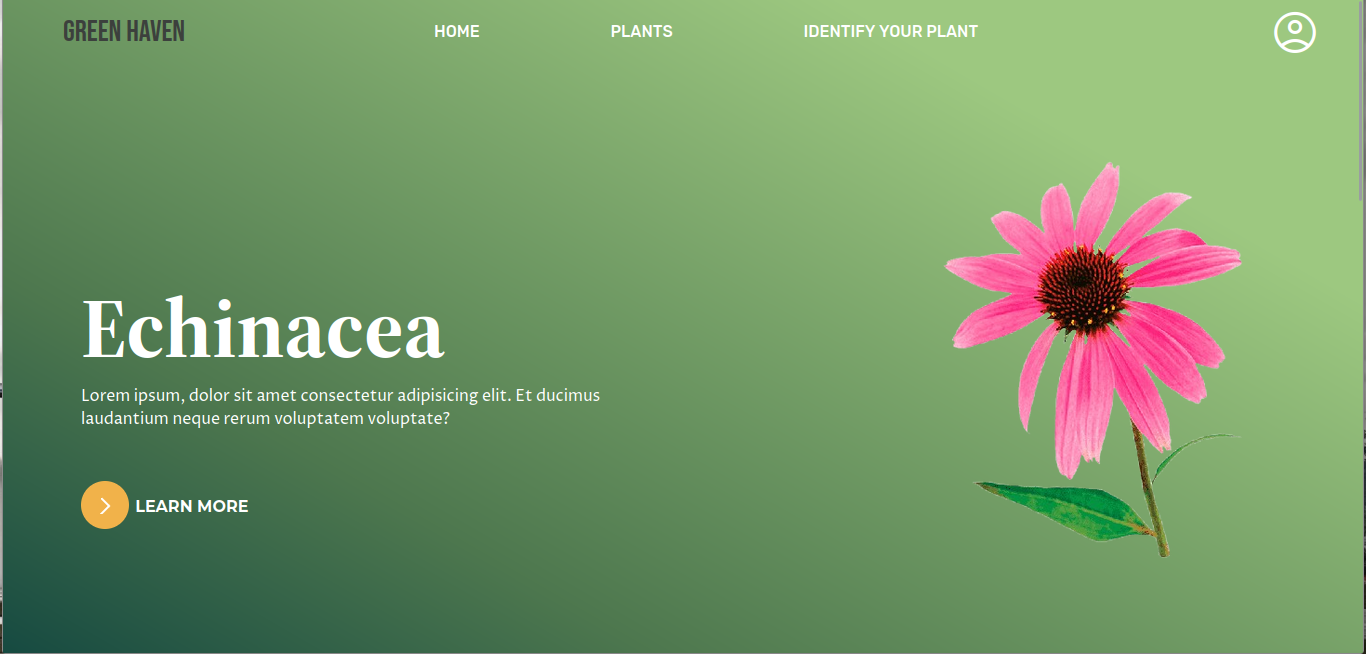 GREEN HAVEN
HOME
PLANTS
IDENTIFY YOUR PLANT
Echinacea
Lorem ipsum, dolor sit amet consectetur adipisicing elit. Et ducimus
laudantium neque rerum voluptatem voluptate?
LEARN MORE